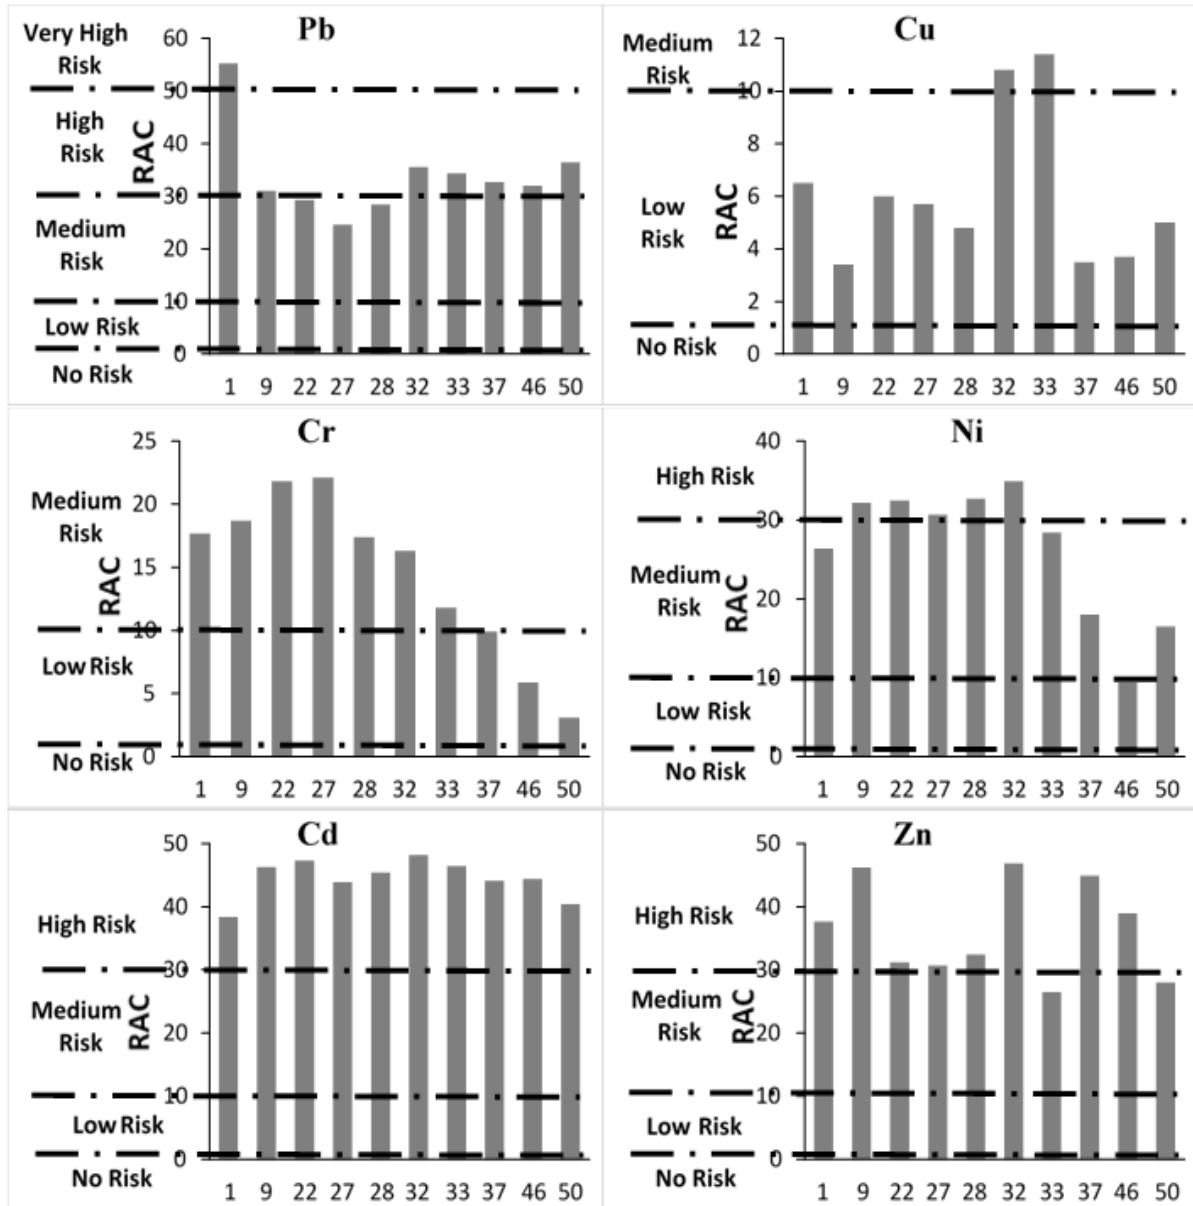 Pb
Very High
Risk
High
Risk
Medium
Risk
Low Risk
No Risk
RAC
60
50
40
30
20
10
0
1 9 22 27 28 32 33 37 46 50
Cu
Medium
Risk
Low
Risk
No Risk
RAC
12
10
8
6
4
2
0
1 9 22 27 28 32 33 37 46 50
Cr
Medium
Risk
Low Risk
No Risk
RAC
25
20
15
10
5
0
1 9 22 27 28 32 33 37 46 50
Ni
High Risk
Medium
Risk
Low Risk
No Risk
RAC
40
30
20
10
0
1 9 22 27 28 32 33 37 46 50
Cd
High Risk
Medium
Risk
Low Risk
No Risk
RAC
50
40
30
20
10
0
1 9 22 27 28 32 33 37 46 50
Zn
High Risk
Medium
Risk
Low Risk
No Risk
RAC
50
40
30
20
10
0
1 9 22 27 28 32 33 37 46 50